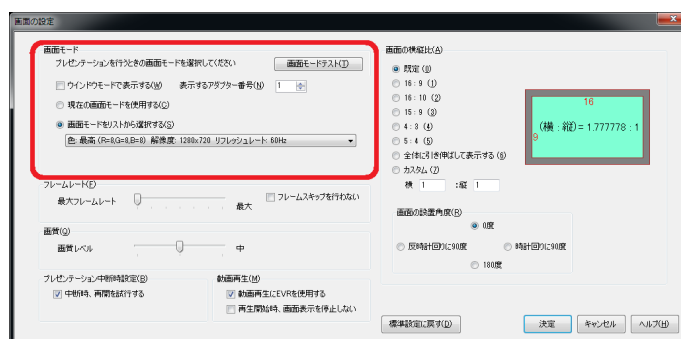 画面の設定
画面モード
プレゼンテーションを行うときの画面モードを選択してください
画面モードテスト(T)
ウインドウモードで表示する(W)
表示するアダプター番号(N)
1
現在の画面モードを使用する(C)
画面モードをリストから選択する(S)
色: 最高 (R=8,G=8,B=8) 解像度: 1280x720 リフレッシュレート: 60Hz
フレームレート(F)
最大フレームレート
最大
フレームスキップを行わない
画質(Q)
画質レベル
中
プレゼンテーション中断時設定(B)
中断時、再開を試行する
動画再生(M)
動画再生にEVRを使用する
再生開始時、画面表示を停止しない
画面の横縦比(A)
既定 (0)
16 : 9 (1)
16 : 10 (2)
15 : 9 (3)
4 : 3 (4)
5 : 4 (5)
全体に引き伸ばして表示する (6)
カスタム (7)
横 1 :縦 1
16
9
(横 : 縦)= 1.777778 : 1
画面の設置角度(R)
0度
反時計回りに90度
時計回りに90度
180度
標準設定に戻す(D)
決定
キャンセル
ヘルプ(H)